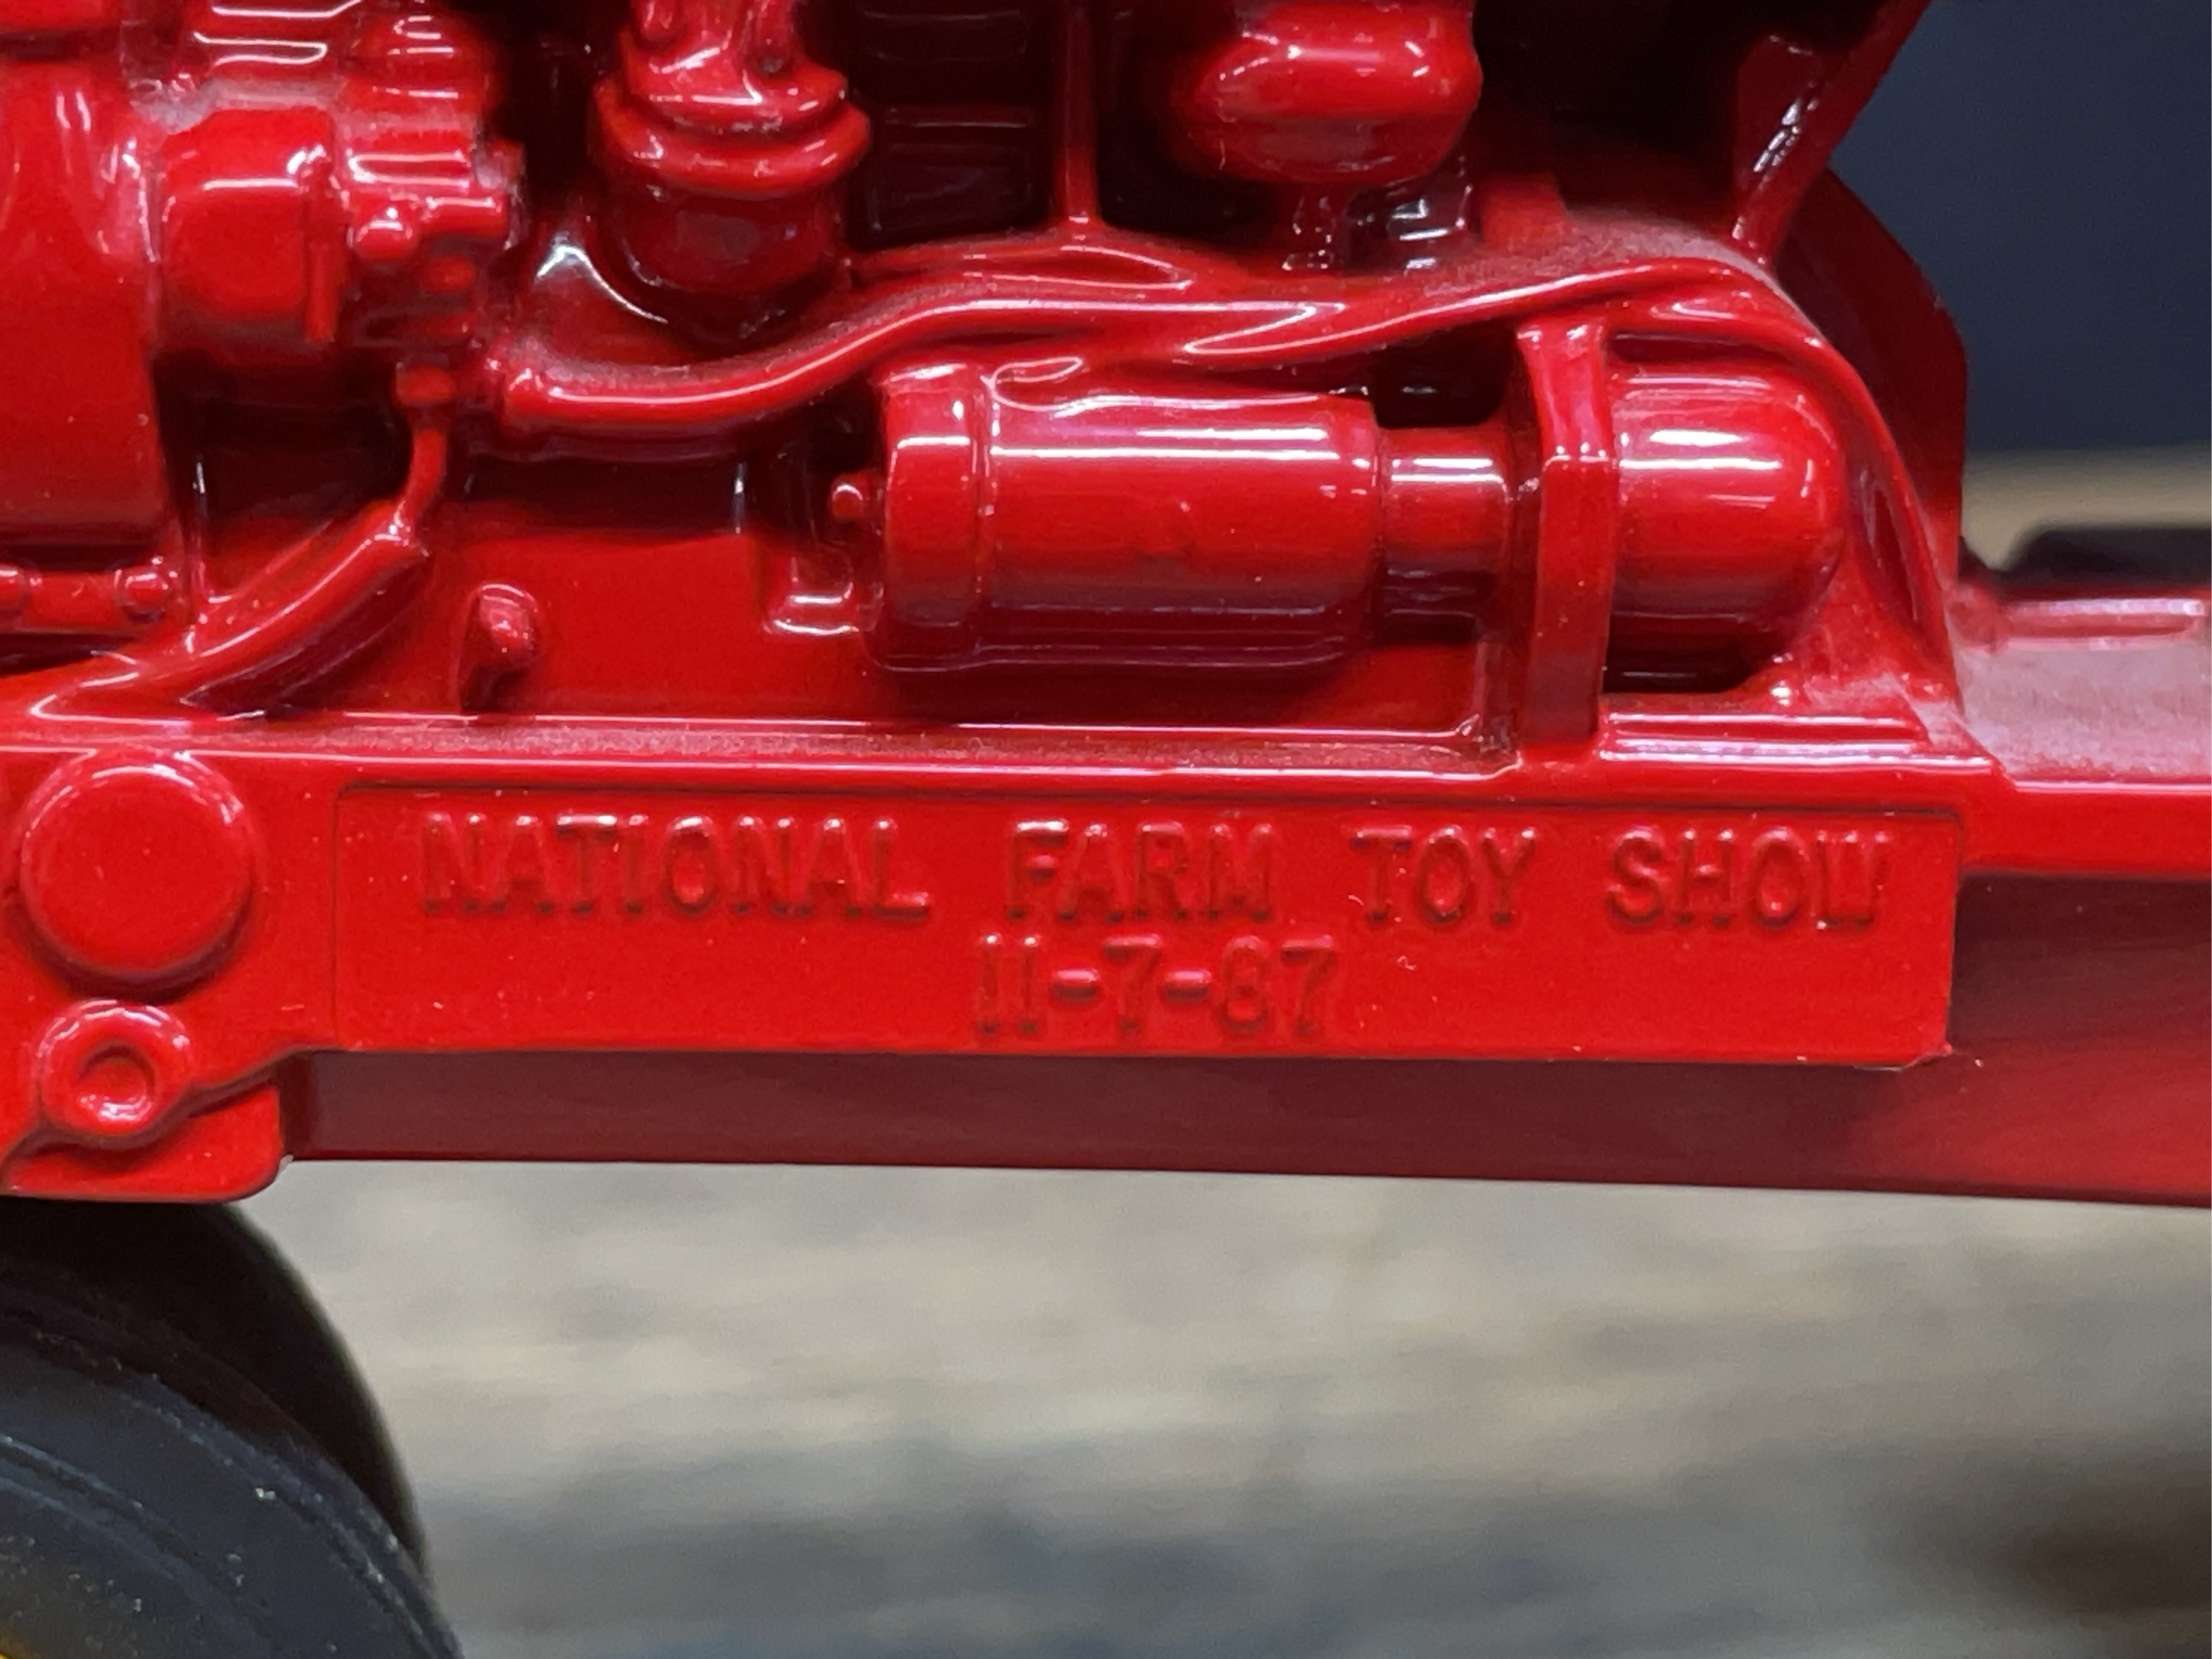 NATIONAL FARM TOY SHOW
11-7-87